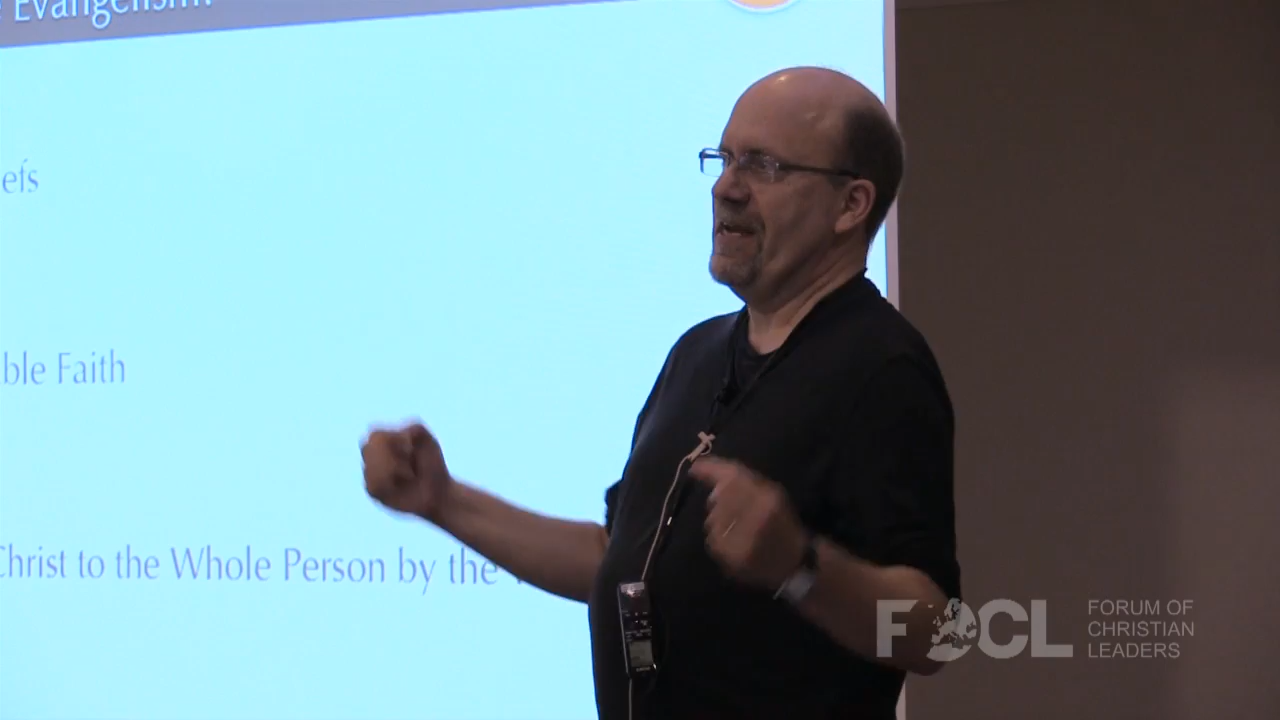 Evangelism?
efs
ble Faith
Christ to the Whole Person by the
FOCL
FORUM OF
CHRISTIAN
LEADERS